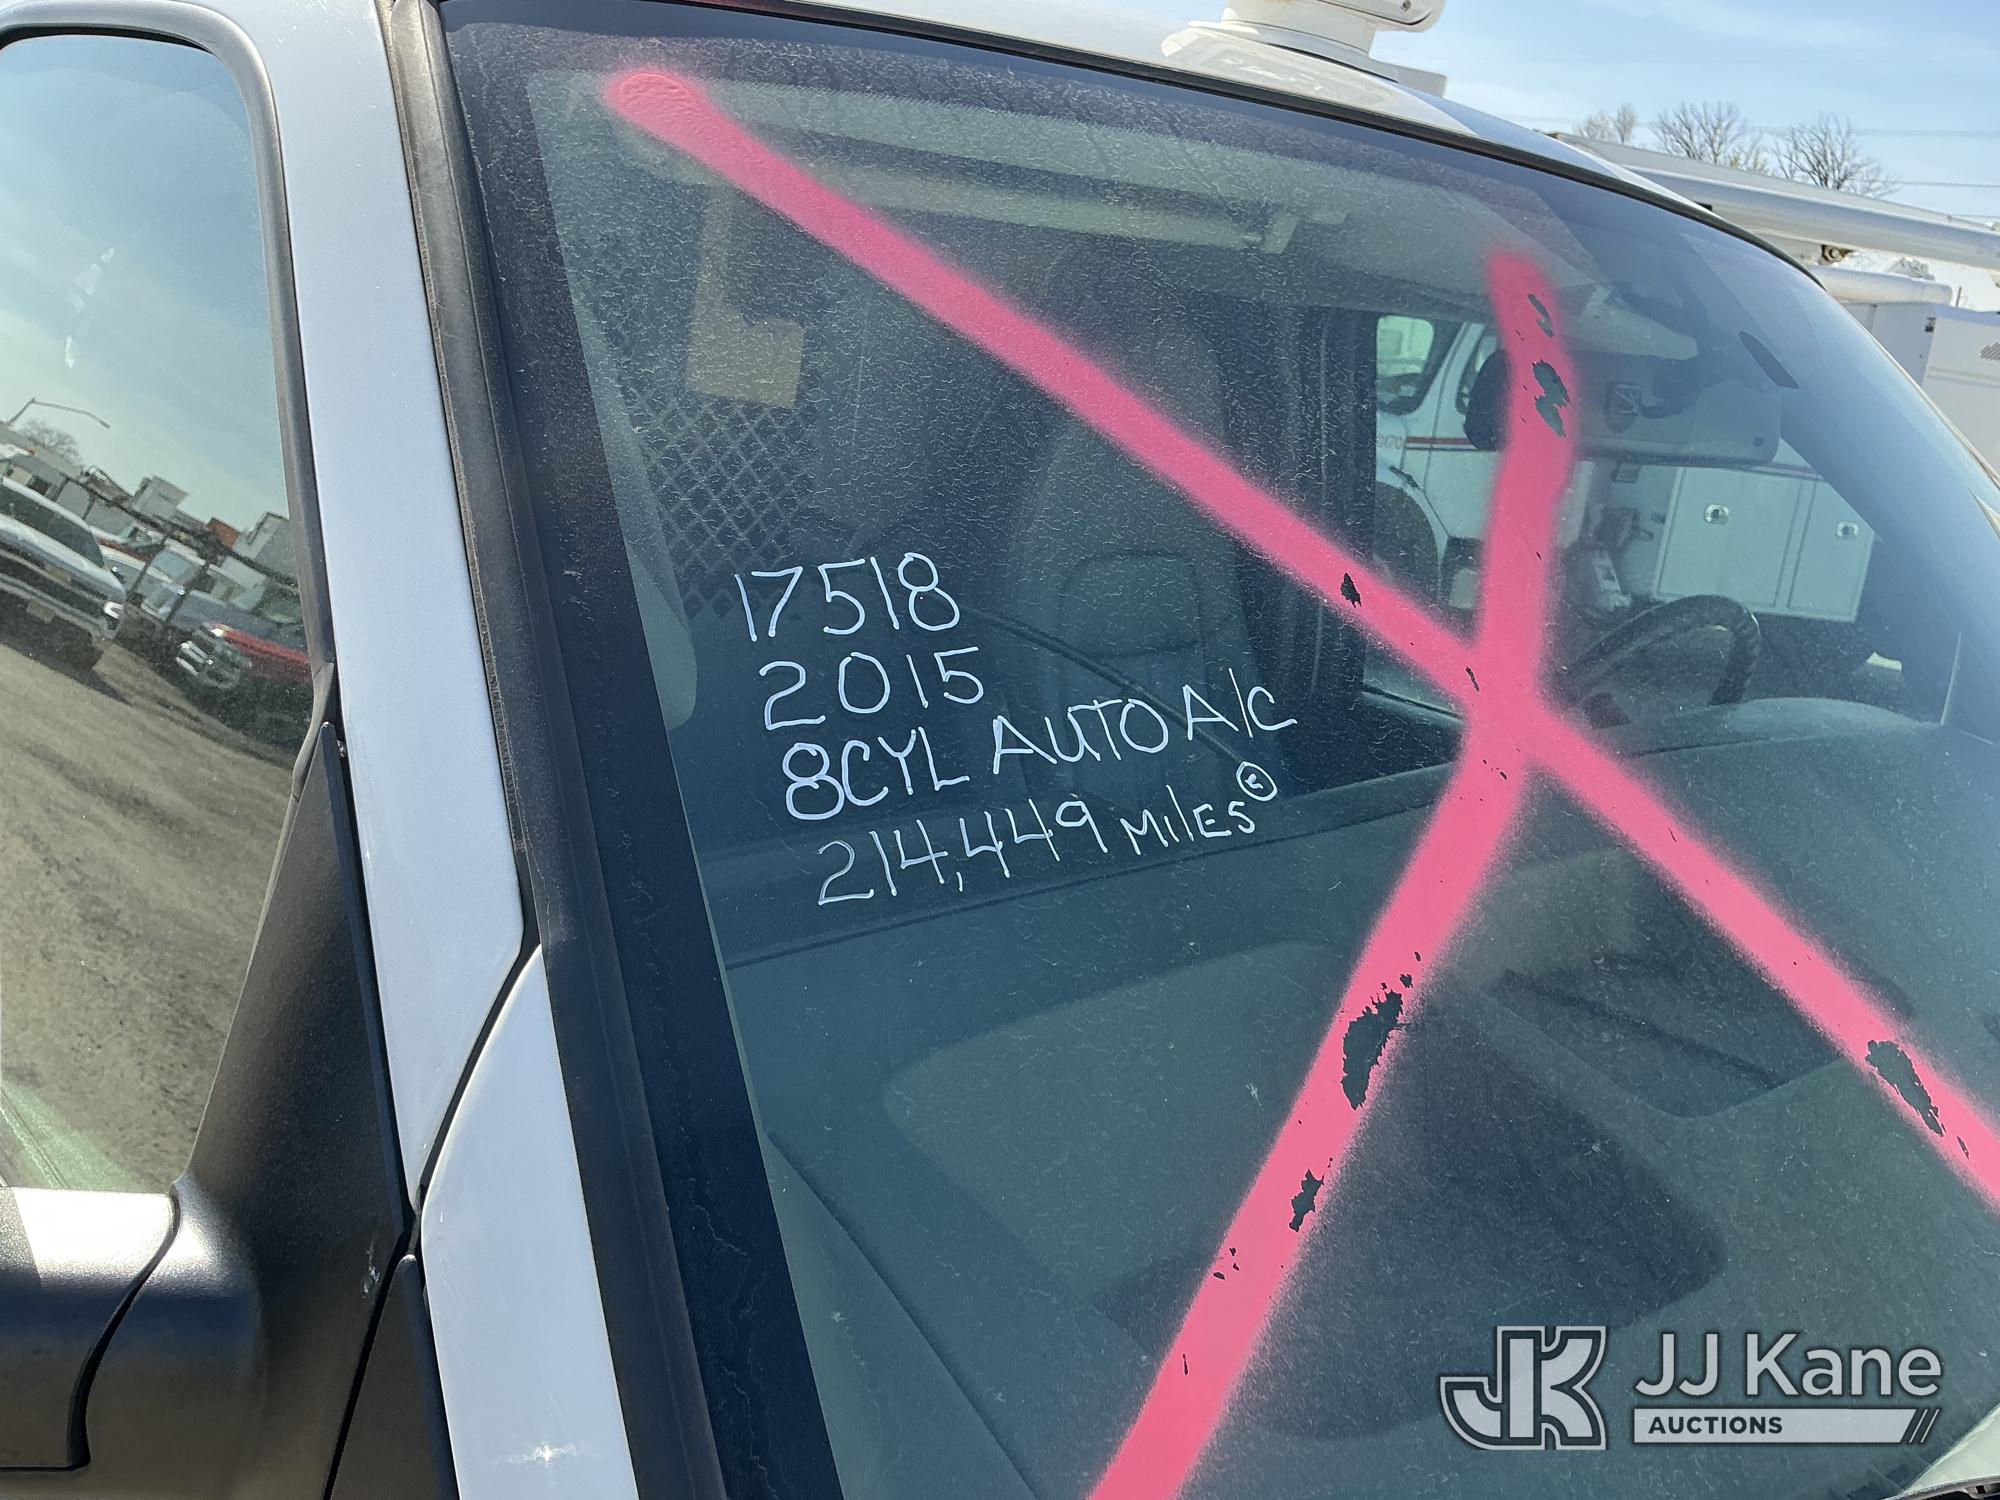 17518
2015
8CYL AUTO A/C
214,449 MILES Ⓔ
JJ Kane
AUCTIONS